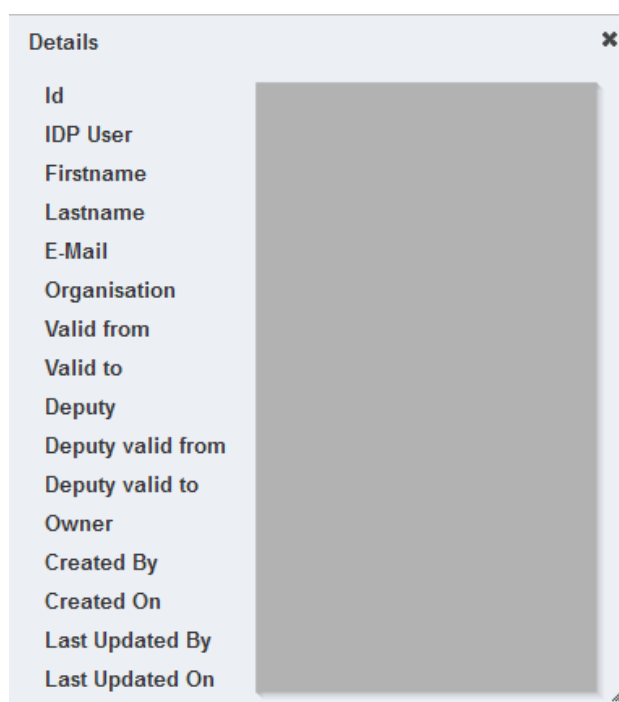 Details
Id
IDP User
Firstname
Lastname
E-Mail
Organisation
Valid from
Valid to
Deputy
Deputy valid from
Deputy valid to
Owner
Created By
Created On
Last Updated By
Last Updated On